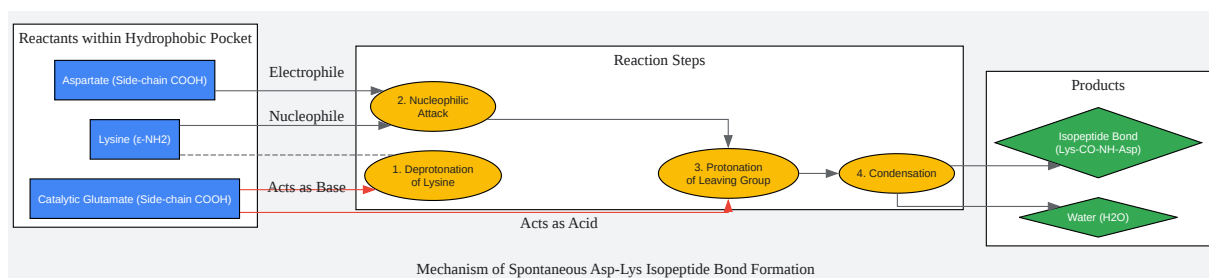 Reactants within Hydrophobic Pocket
Aspartate (Side-chain COOH)
Lysine (ε-NH2)
Catalytic Glutamate (Side-chain COOH)
Electrophile
Nucleophile
Acts as Base
Acts as Acid
Reaction Steps
2. Nucleophilic
Attack
1. Deprotonation
of Lysine
3. Protonation
of Leaving Group
4. Condensation
Products
Isopeptide Bond
(Lys-CO-NH-Asp)
Water (H2O)
Mechanism of Spontaneous Asp-Lys Isopeptide Bond Formation